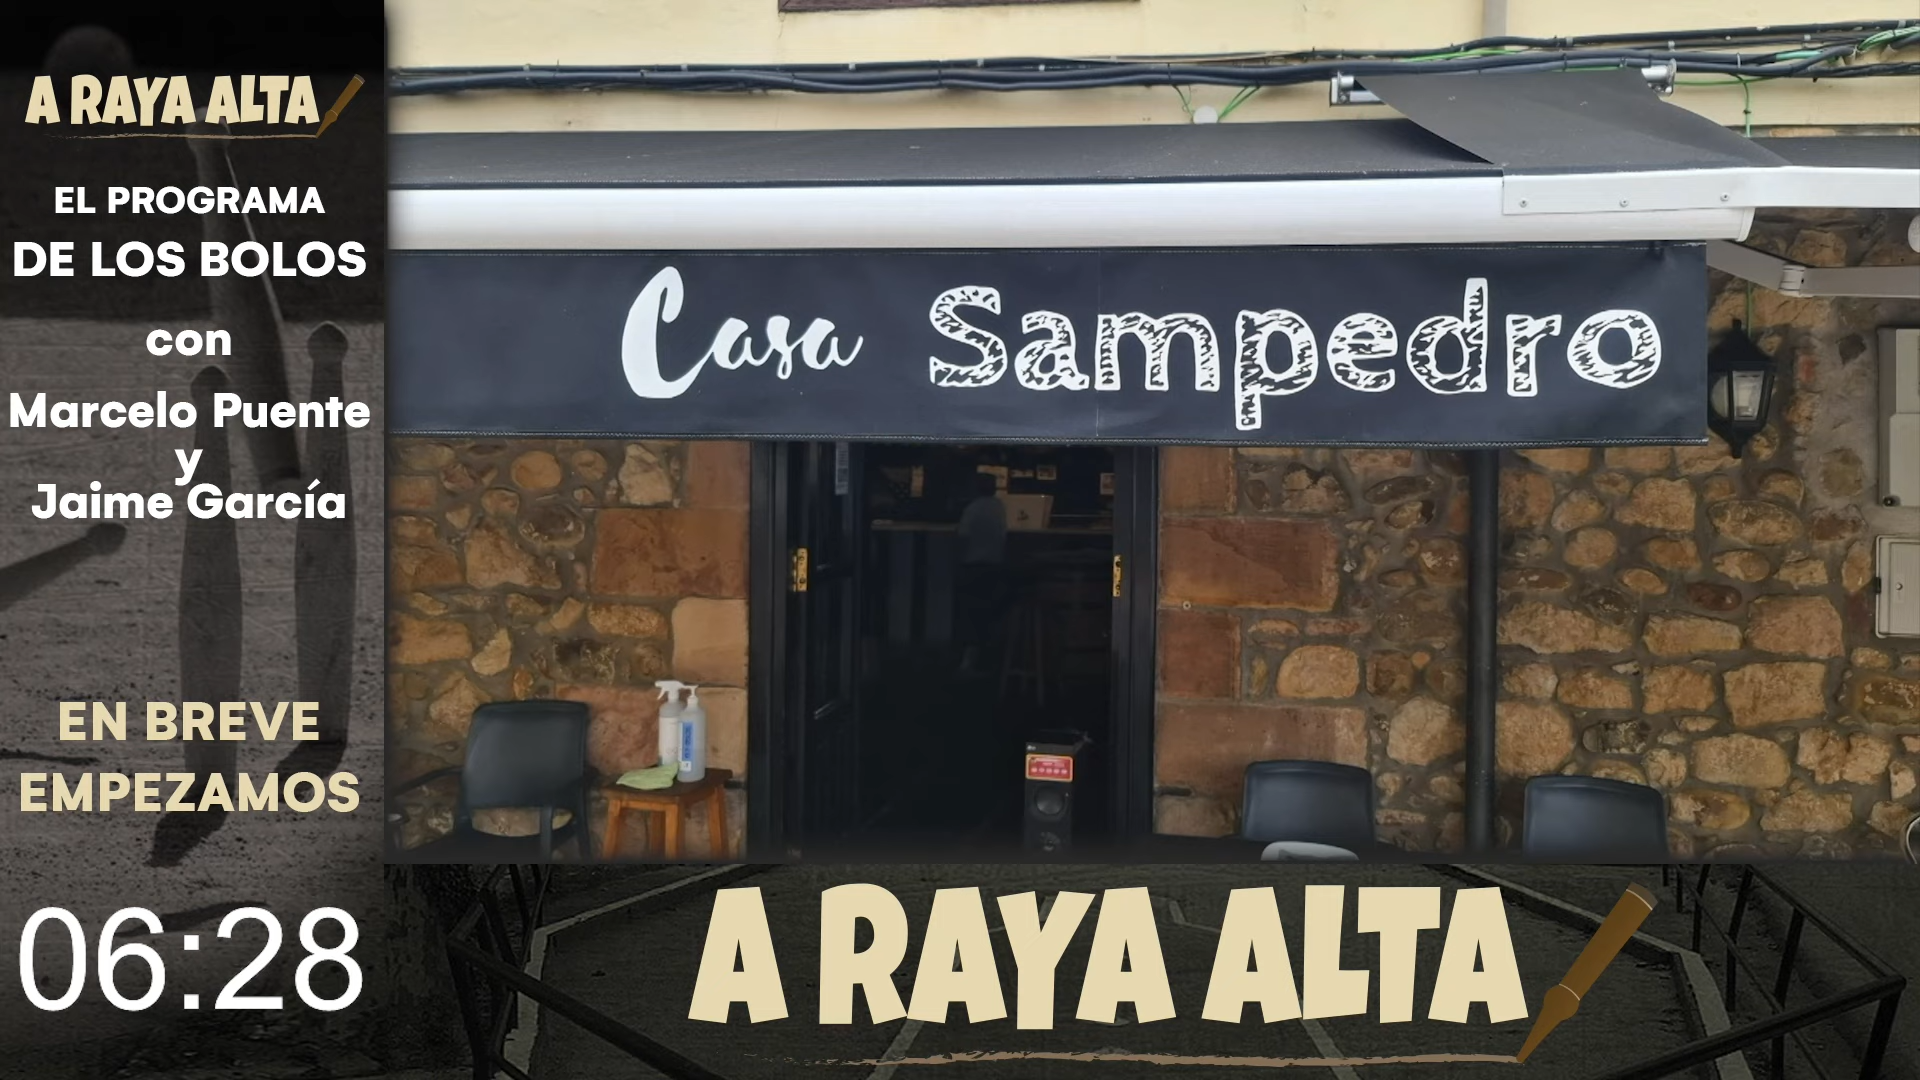 A RAYA ALTA
EL PROGRAMA
DE LOS BOLOS
con
Marcelo Puente
y
Jaime García
EN BREVE
EMPEZAMOS
06:28
Casa Sampedro
A RAYA ALTA